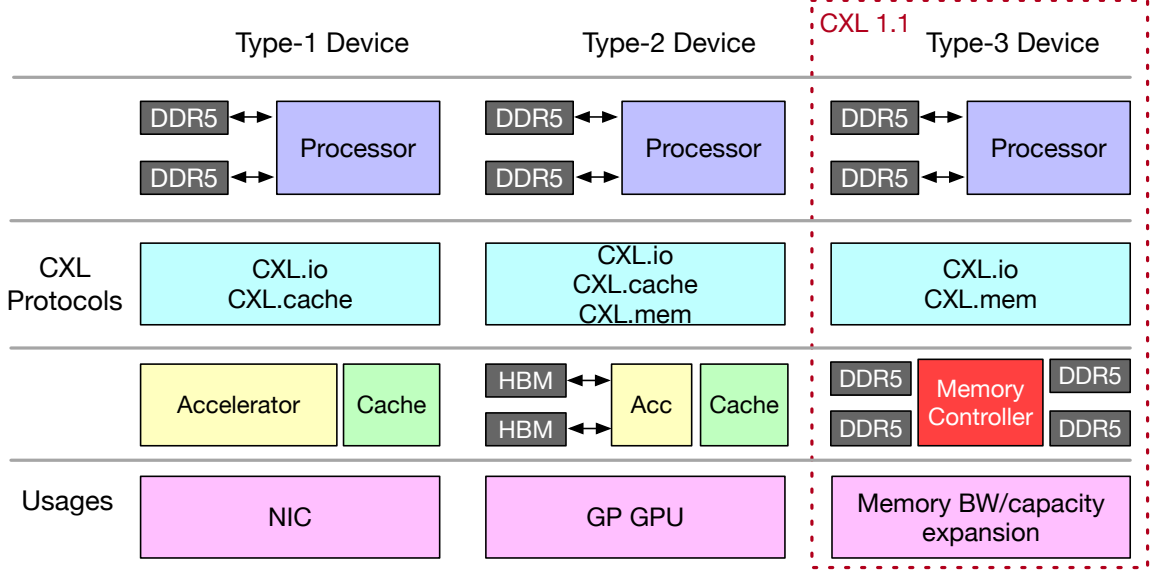 CXL 1.1
Type-1 Device
Type-2 Device
Type-3 Device
DDR5
DDR5
Processor
DDR5
DDR5
Processor
DDR5
DDR5
Processor
CXL
Protocols
CXL.io
CXL.cache
CXL.io
CXL.cache
CXL.mem
CXL.io
CXL.mem
Accelerator
Cache
HBM
HBM
Acc
Cache
DDR5
DDR5
Memory
Controller
DDR5
DDR5
Usages
NIC
GP GPU
Memory BW/capacity
expansion